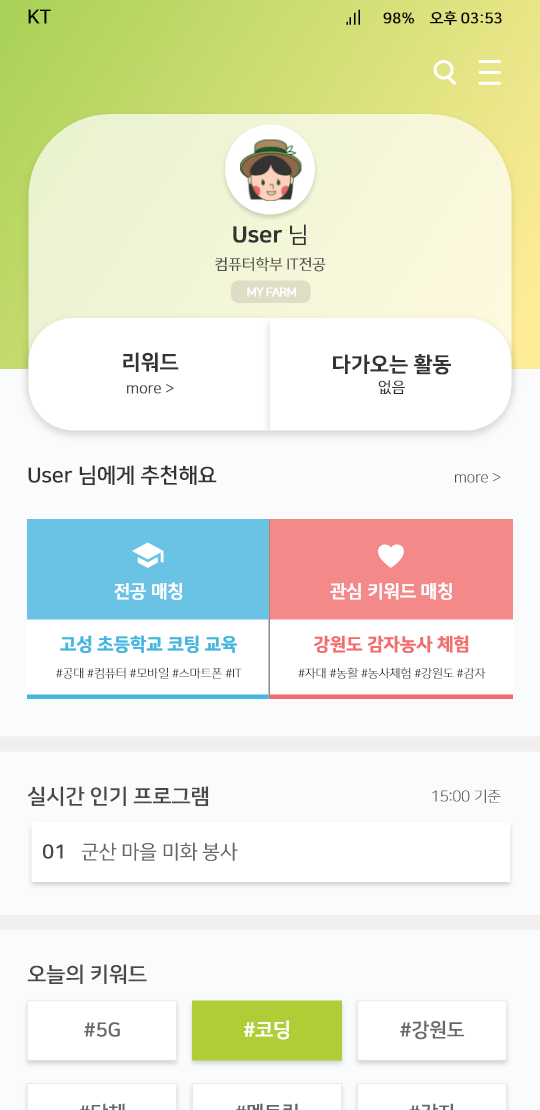 KT 98% 오후 03:53
User 님
컴퓨터학부 IT전공
MY FARM
리워드 다가오는 활동
more > 없음
User 님에게 추천해요 more >
전공 매칭 관심 키워드 매칭
고성 초등학교 코팅 교육 강원도 감자농사 체험
#공대 #컴퓨터 #모바일 #스마트폰 #IT #자대 #농활 #농사체험 #강원도 #감자
실시간 인기 프로그램 15:00 기준
01 군산 마을 미화 봉사
오늘의 키워드
#5G #코딩 #강원도